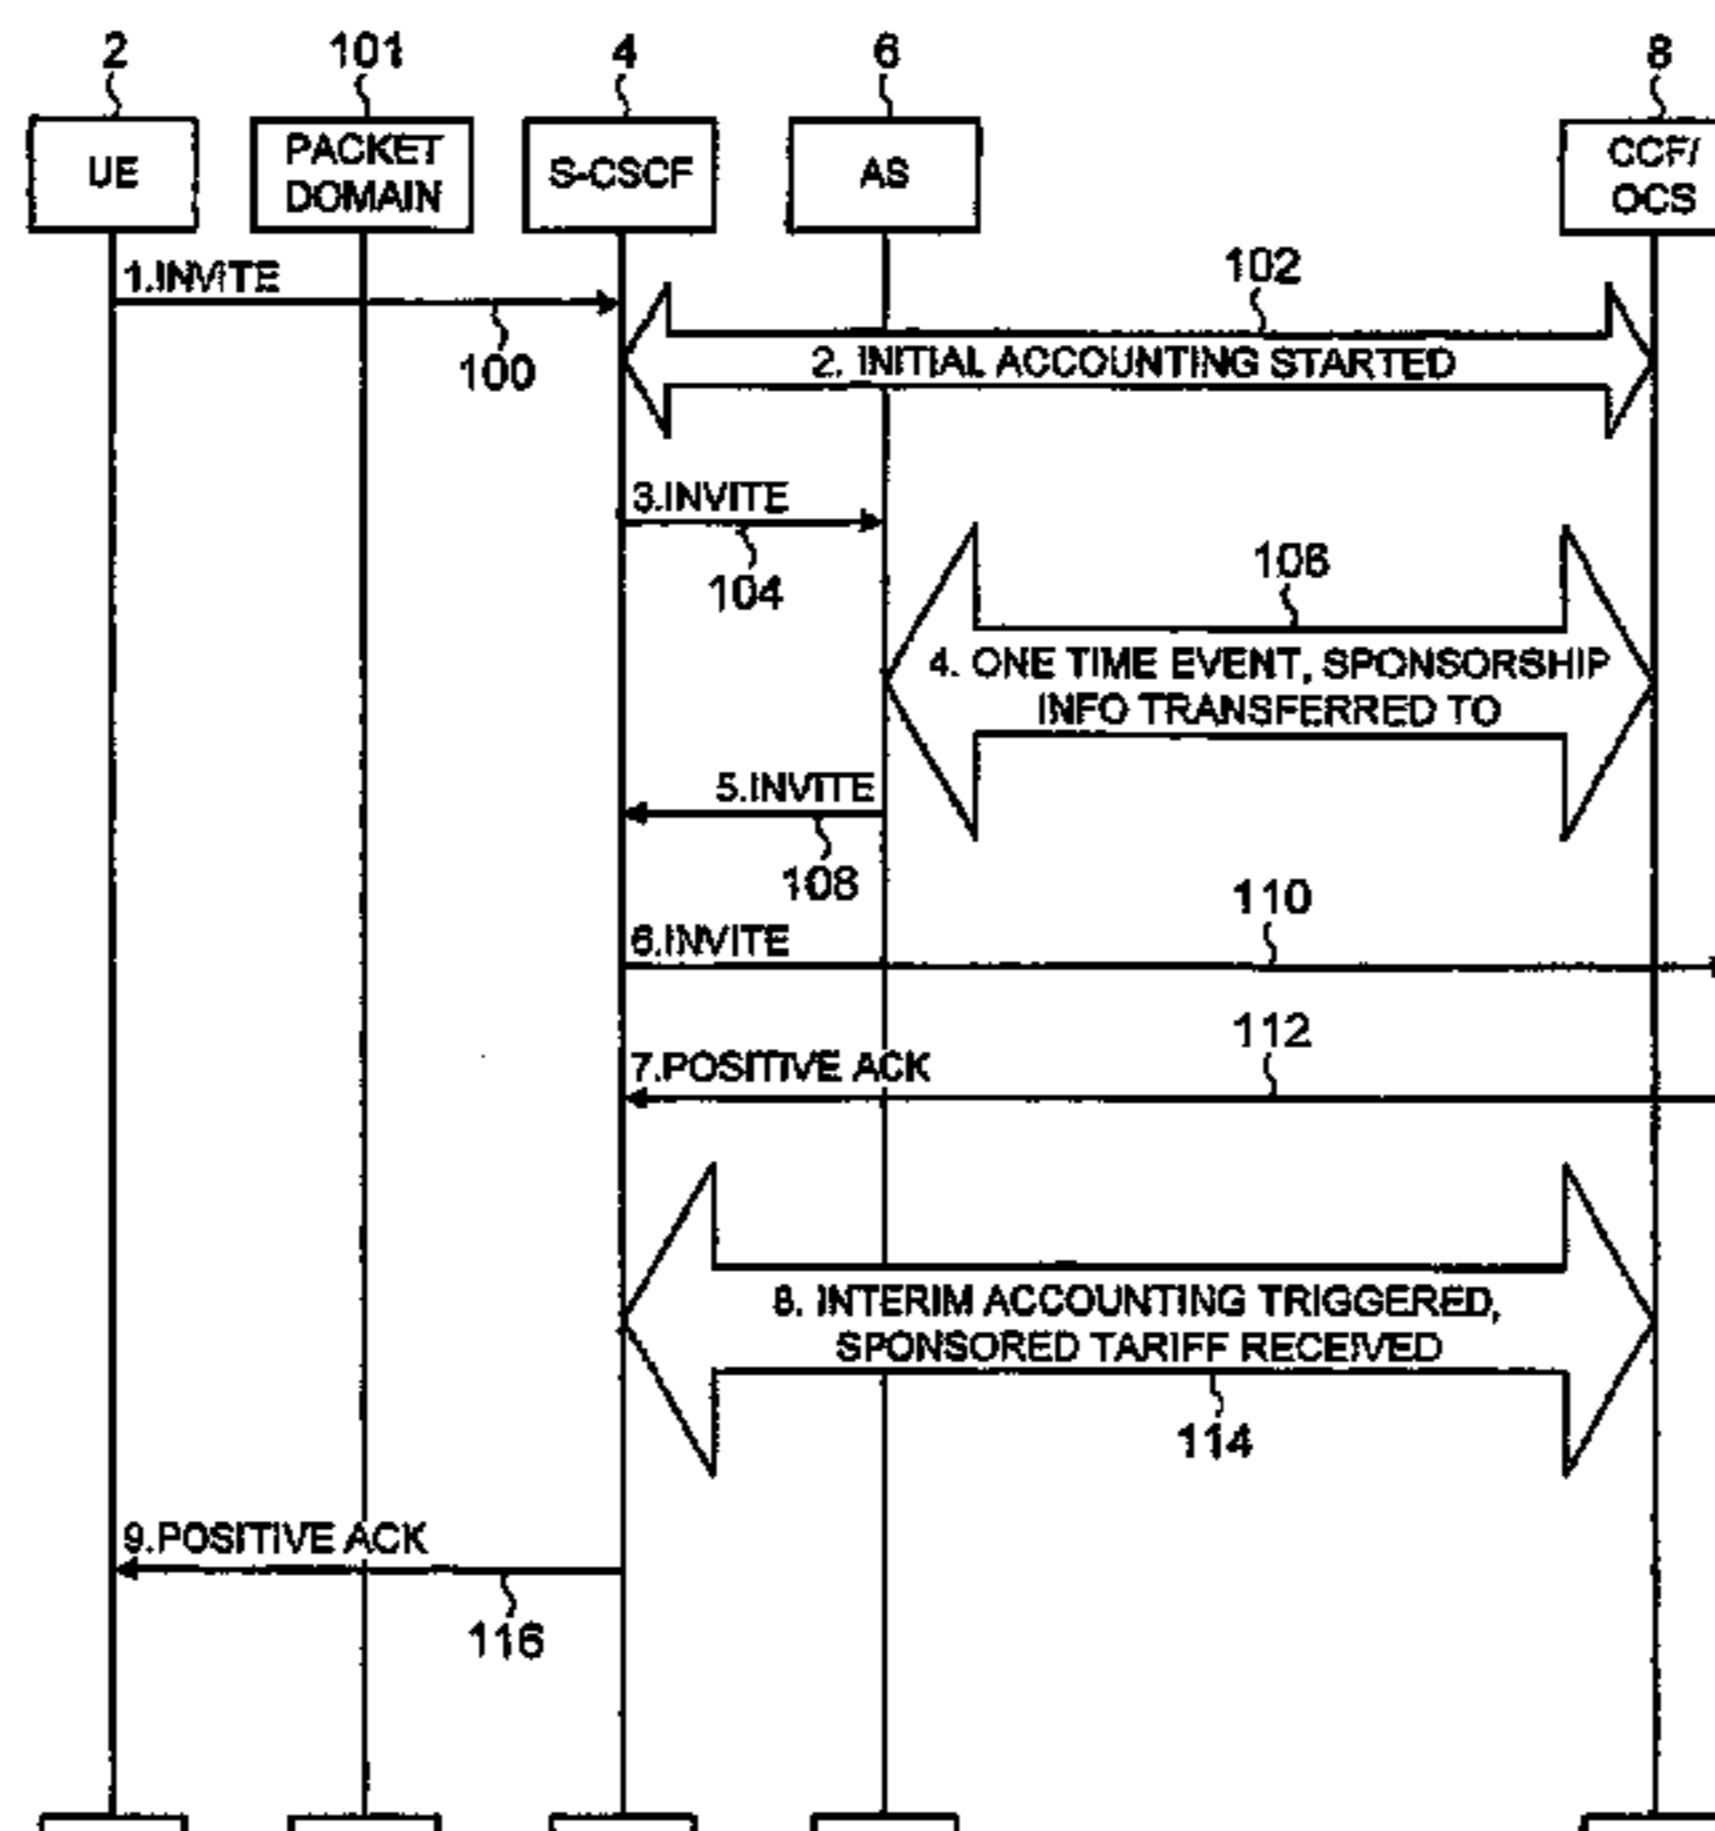 2
101
4
6
8
UE
PACKET
DOMAIN
S-CSCF
AS
CCF/
OCS
1.INVITE
100
102
2. INITIAL ACCOUNTING STARTED
3.INVITE
104
106
4. ONE TIME EVENT, SPONSORSHIP
INFO TRANSFERRED TO
5.INVITE
108
110
6.INVITE
112
7.POSITIVE ACK
8. INTERIM ACCOUNTING TRIGGERED,
SPONSORED TARIFF RECEIVED
114
9.POSITIVE ACK
116